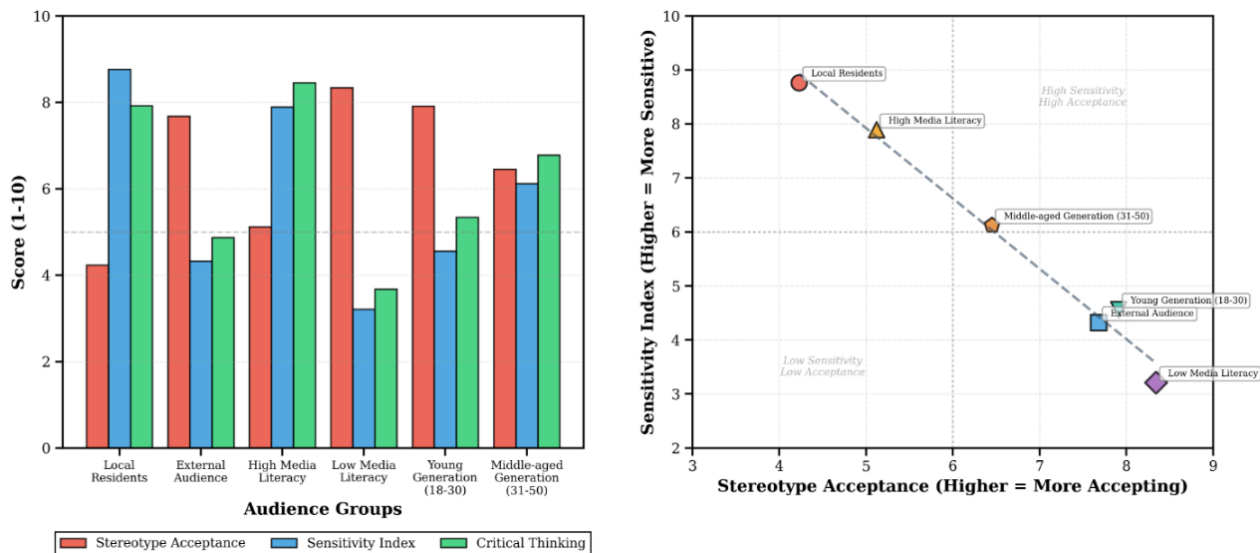 10
8
6
4
2
0
Score (1-10)
Local
Residents
External
Audience
High Media
Literacy
Low Media
Literacy
Young
Generation
(18-30)
Middle-aged
Generation
(31-50)
Audience Groups
Stereotype Acceptance
Sensitivity Index
Critical Thinking
10
9
8
7
6
5
4
3
2
Sensitivity Index (Higher = More Sensitive)
Local Residents
High Sensitivity
High Acceptance
High Media Literacy
Middle-aged Generation (31-50)
Young Generation (18-30)
External Audience
Low Sensitivity
Low Acceptance
Low Media Literacy
3
4
5
6
7
8
9
Stereotype Acceptance (Higher = More Accepting)